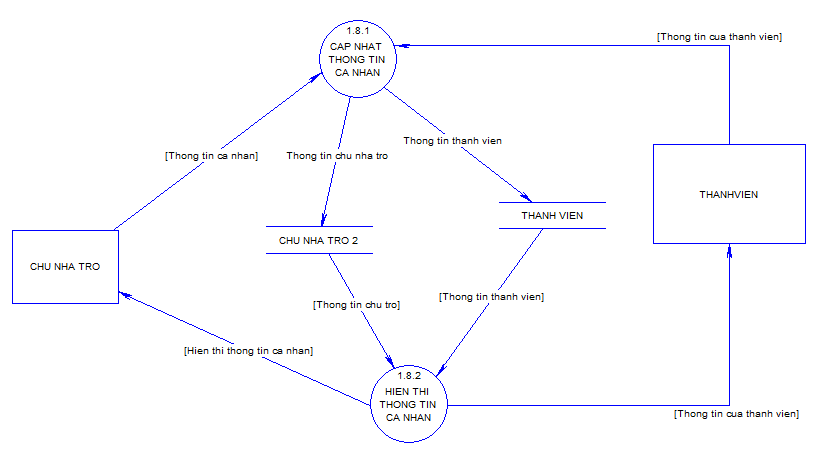 1.8.1
CAP NHAT
THONG TIN
CA NHAN
[Thong tin cua thanh vien]
[Thong tin ca nhan]
Thong tin chu nha tro
Thong tin thanh vien
THANHVIEN
CHU NHA TRO
CHU NHA TRO 2
THANH VIEN
[Thong tin chu tro]
[Thong tin thanh vien]
[Hien thi thong tin ca nhan]
1.8.2
HIEN THI
THONG TIN
CA NHAN
[Thong tin cua thanh vien]